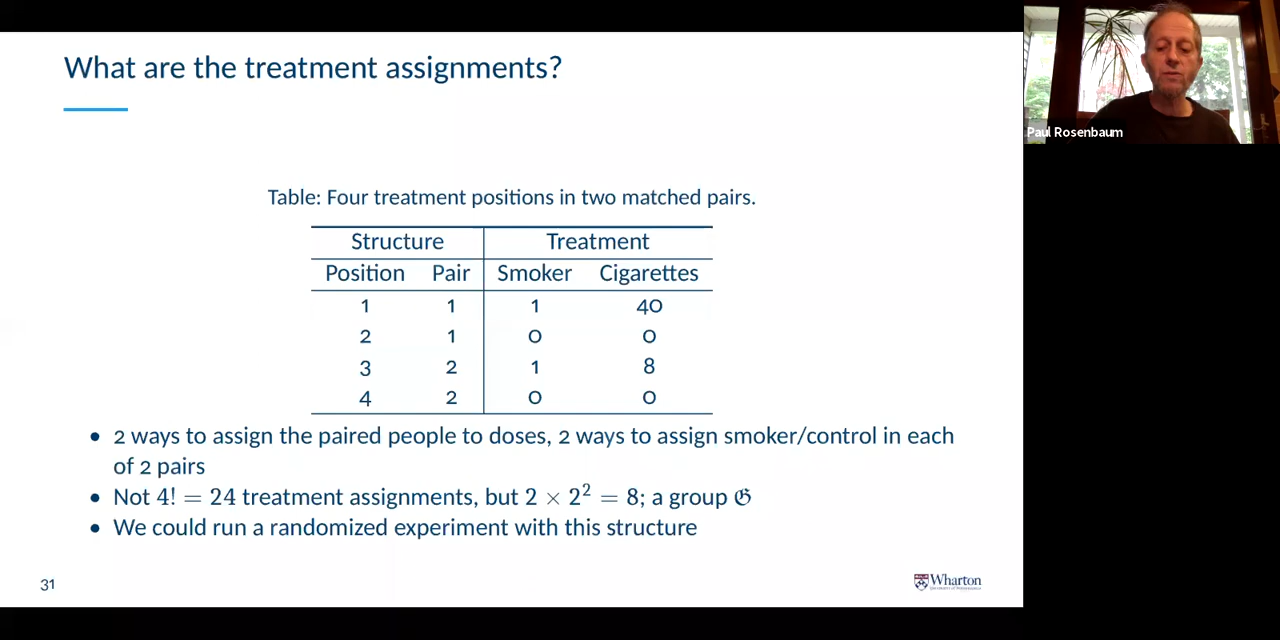 What are the treatment assignments?
Paul Rosenbaum
Table: Four treatment positions in two matched pairs.
Structure Treatment
Position Pair Smoker Cigarettes
1 1 1 40
2 1 0 0
3 2 1 8
4 2 0 0
• 2 ways to assign the paired people to doses, 2 ways to assign smoker/control in each
of 2 pairs
• Not 4! = 24 treatment assignments, but 2 × 2² = 8; a group 𝔊
• We could run a randomized experiment with this structure
31
Wharton